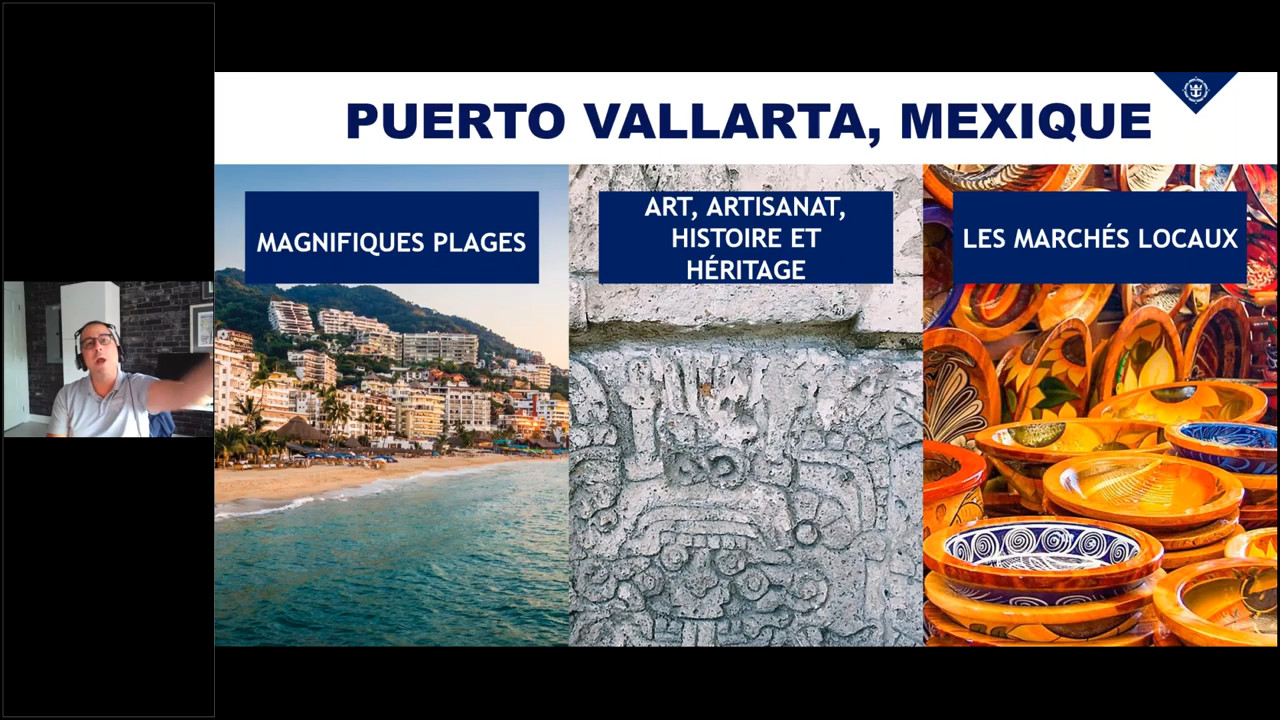 PUERTO VALLARTA, MEXIQUE
MAGNIFIQUES PLAGES
ART, ARTISANAT,
HISTOIRE ET
HÉRITAGE
LES MARCHÉS LOCAUX